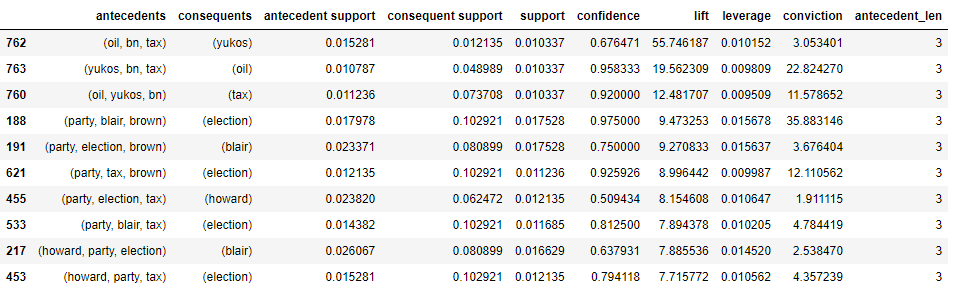 antecedents consequents antecedent support consequent support support confidence lift leverage conviction antecedent_len
762 (oil, bn, tax) (yukos) 0.015281 0.012135 0.010337 0.676471 55.746187 0.010152 3.053401 3
763 (yukos, bn, tax) (oil) 0.010787 0.048989 0.010337 0.958333 19.562309 0.009809 22.824270 3
760 (oil, yukos, bn) (tax) 0.011236 0.073708 0.010337 0.920000 12.481707 0.009509 11.578652 3
188 (party, blair, brown) (election) 0.017978 0.102921 0.017528 0.975000 9.473253 0.015678 35.883146 3
191 (party, election, brown) (blair) 0.023371 0.080899 0.017528 0.750000 9.270833 0.015637 3.676404 3
621 (party, tax, brown) (election) 0.012135 0.102921 0.011236 0.925926 8.996442 0.009987 12.110562 3
455 (party, election, tax) (howard) 0.023820 0.062472 0.012135 0.509434 8.154608 0.010647 1.911115 3
533 (party, blair, tax) (election) 0.014382 0.102921 0.011685 0.812500 7.894378 0.010205 4.784419 3
217 (howard, party, election) (blair) 0.026067 0.080899 0.016629 0.637931 7.885536 0.014520 2.538470 3
453 (howard, party, tax) (election) 0.015281 0.102921 0.012135 0.794118 7.715772 0.010562 4.357239 3